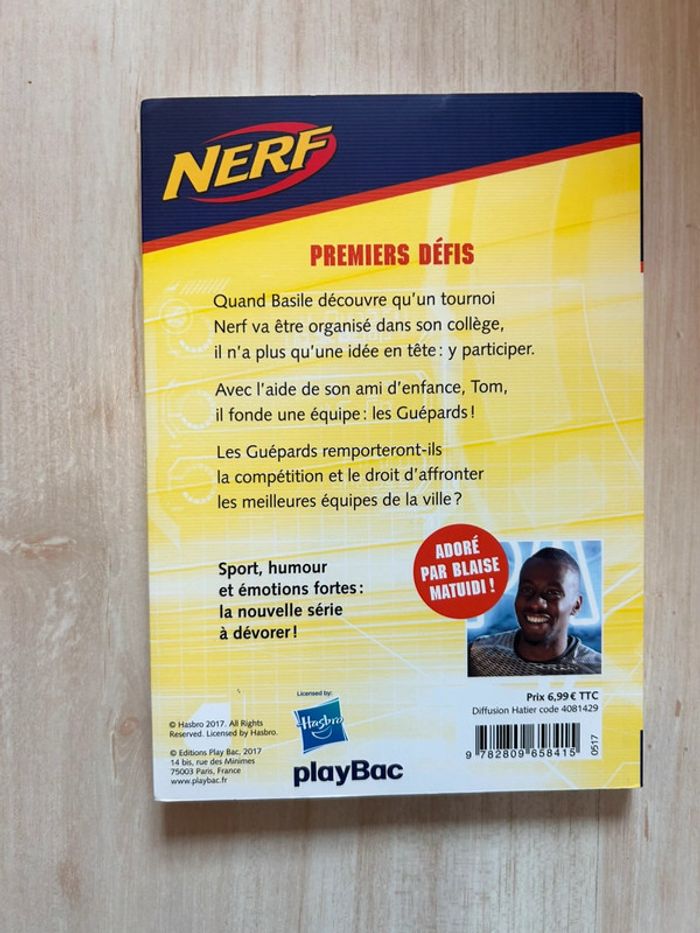 NERF
PREMIERS DÉFIS
Quand Basile découvre qu'un tournoi
Nerf va être organisé dans son collège,
il n'a plus qu'une idée en tête : y participer.
Avec l'aide de son ami d'enfance, Tom,
il fonde une équipe : les Guépards !
Les Guépards remporteront-ils
la compétition et le droit d'affronter
les meilleures équipes de la ville ?
ADORÉ
PAR BLAISE
MATUIDI !
Sport, humour
et émotions fortes :
la nouvelle série
à dévorer !
Prix 6,99 € TTC
Diffusion Hatier code 4081429
Licensed by:
Hasbro
© Hasbro 2017. All Rights
Reserved. Licensed by Hasbro.
© Editions Play Bac, 2017
14 bis, rue des Minimes
75003 Paris, France
www.playbac.fr
playBac
9 782809 658415
0517